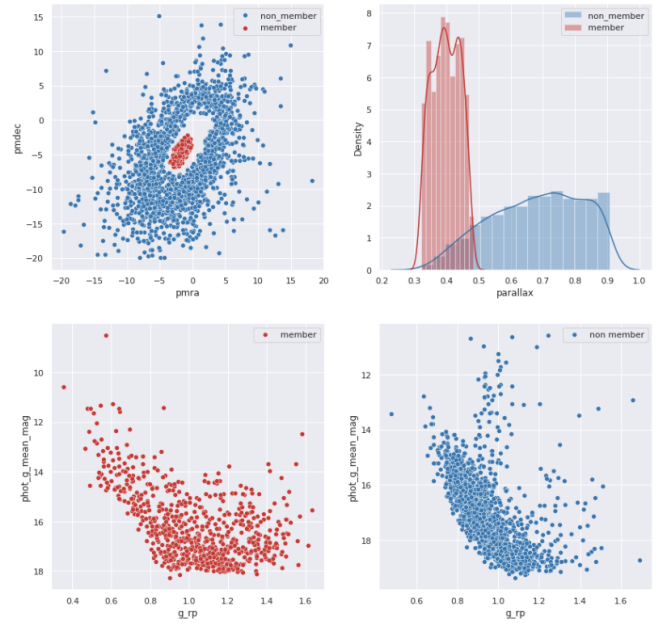 non_member
member
15
10
5
0
−5
−10
−15
−20
pmdec
−20 −15 −10 −5 0 5 10 15 20
pmra
non_member
member
8
7
6
5
4
3
2
1
0
Density
0.2 0.3 0.4 0.5 0.6 0.7 0.8 0.9 1.0
parallax
member
10
12
14
16
18
phot_g_mean_mag
0.4 0.6 0.8 1.0 1.2 1.4 1.6
g_rp
non member
12
14
16
18
phot_g_mean_mag
0.6 0.8 1.0 1.2 1.4 1.6
g_rp